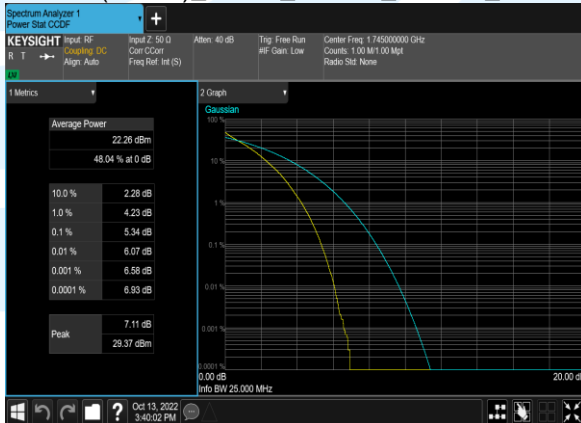 Spectrum Analyzer 1
Power Stat CCDF
KEYSIGHT
R T
Input: RF
Coupling: DC
Align: Auto
Input Z: 50 Ω
Corr CCorr
Freq Ref: Int (S)
Atten: 40 dB
Trig: Free Run
#IF Gain: Low
Center Freq: 1.745000000 GHz
Counts: 1.00 M/1.00 Mpt
Radio Std: None
1 Metrics
Average Power
22.26 dBm
48.04 % at 0 dB
10.0 % 2.28 dB
1.0 % 4.23 dB
0.1 % 5.34 dB
0.01 % 6.07 dB
0.001 % 6.58 dB
0.0001 % 6.93 dB
Peak
7.11 dB
29.37 dBm
2 Graph
Gaussian
100 %
10 %
1 %
0.1 %
0.01 %
0.001 %
0.0001 %
0.00 dB
20.00 d
Info BW 25.000 MHz
? Oct 13, 2022
3:40:02 PM